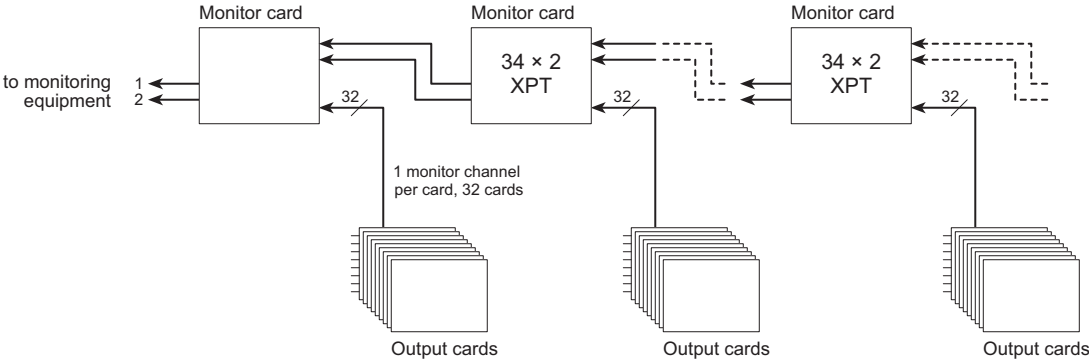 Monitor card
Monitor card
Monitor card
34 × 2
XPT
34 × 2
XPT
to monitoring
equipment
1
2
32
32
32
1 monitor channel
per card, 32 cards
Output cards
Output cards
Output cards